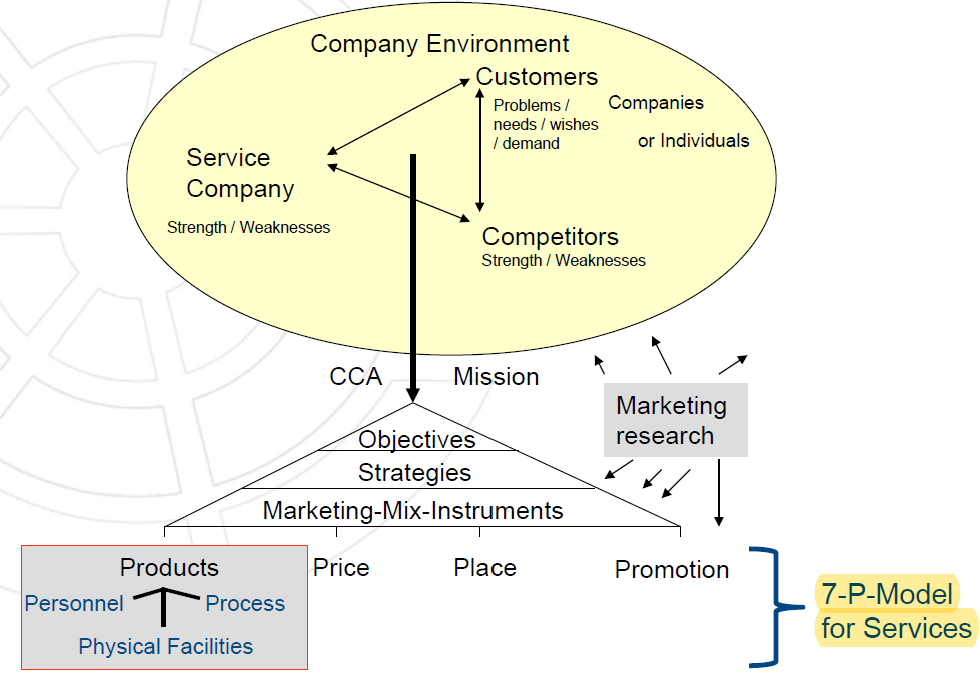 Company Environment
Customers
Problems /
needs / wishes
/ demand
Companies
or Individuals
Service
Company
Strength / Weaknesses
Competitors
Strength / Weaknesses
CCA
Mission
Marketing
research
Objectives
Strategies
Marketing-Mix-Instruments
Products
Price
Place
Promotion
Personnel
Process
Physical Facilities
7-P-Model
for Services